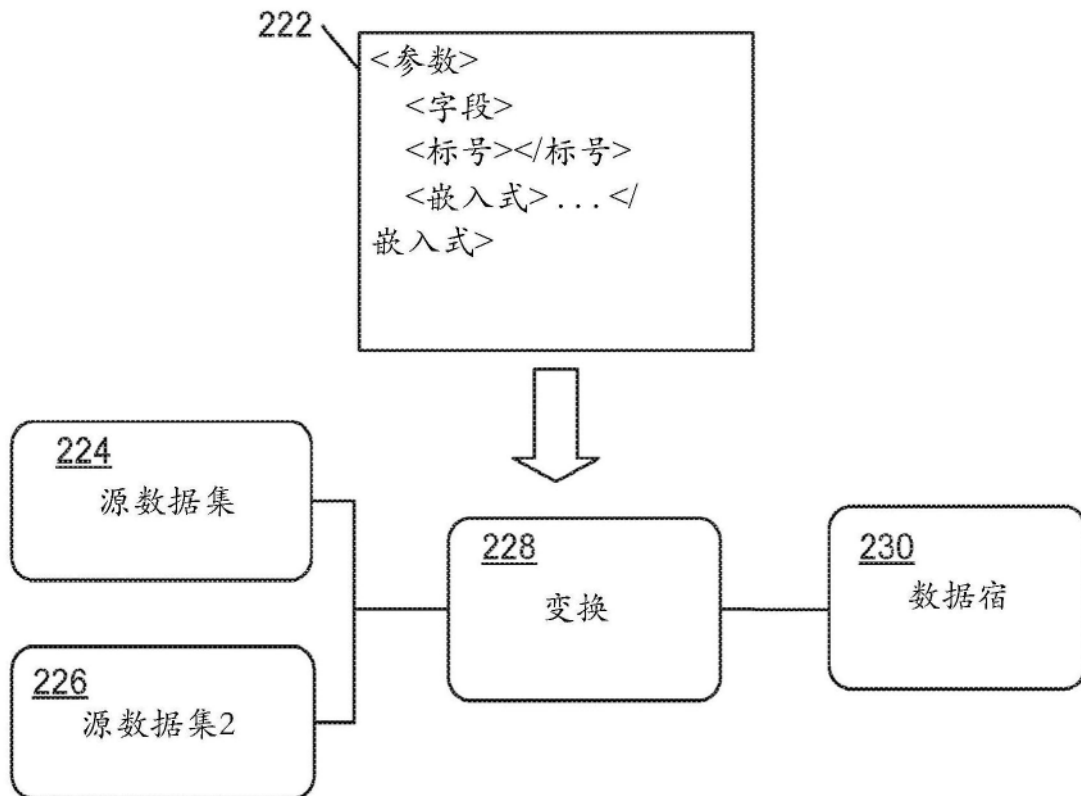 222
<参数>
<字段>
<标号></标号>
<嵌入式>...</
嵌入式>
224
源数据集
226
源数据集2
228
变换
230
数据宿